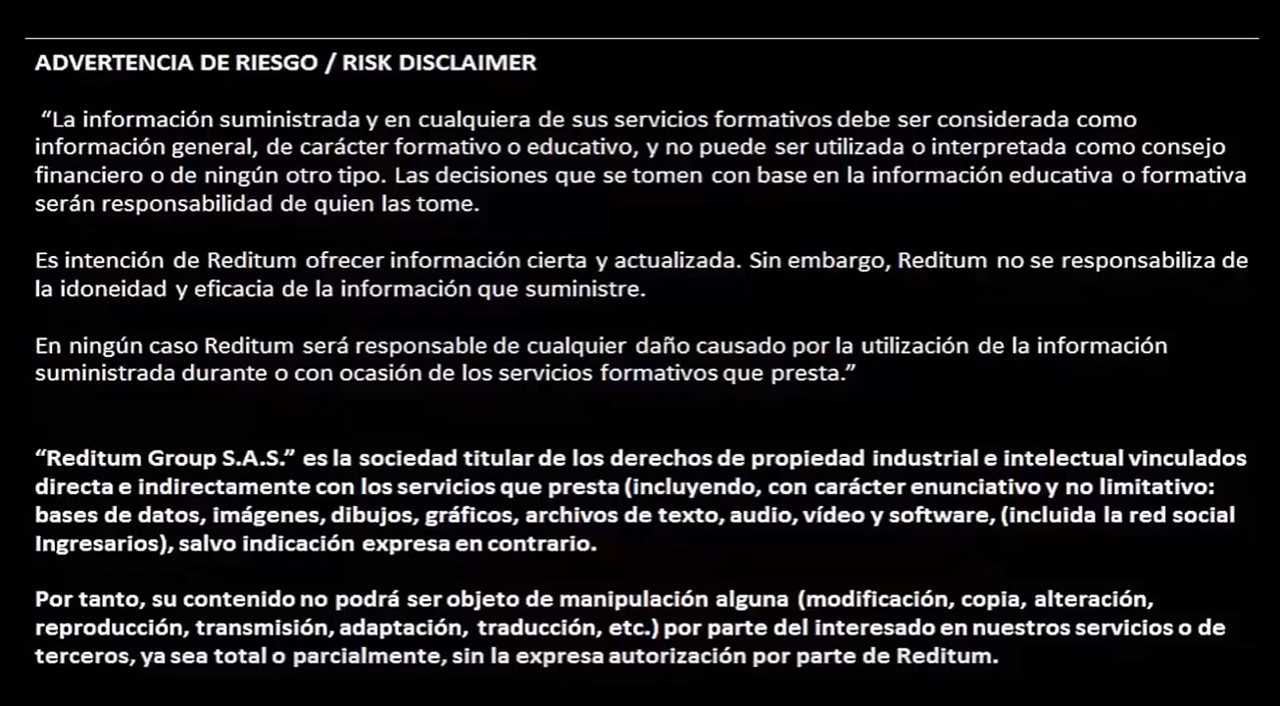 ADVERTENCIA DE RIESGO / RISK DISCLAIMER
“La información suministrada y en cualquiera de sus servicios formativos debe ser considerada como
información general, de carácter formativo o educativo, y no puede ser utilizada o interpretada como consejo
financiero o de ningún otro tipo. Las decisiones que se tomen con base en la información educativa o formativa
serán responsabilidad de quien las tome.
Es intención de Reditum ofrecer información cierta y actualizada. Sin embargo, Reditum no se responsabiliza de
la idoneidad y eficacia de la información que suministre.
En ningún caso Reditum será responsable de cualquier daño causado por la utilización de la información
suministrada durante o con ocasión de los servicios formativos que presta.”
“Reditum Group S.A.S.” es la sociedad titular de los derechos de propiedad industrial e intelectual vinculados
directa e indirectamente con los servicios que presta (incluyendo, con carácter enunciativo y no limitativo:
bases de datos, imágenes, dibujos, gráficos, archivos de texto, audio, vídeo y software, (incluida la red social
Ingresarios), salvo indicación expresa en contrario.
Por tanto, su contenido no podrá ser objeto de manipulación alguna (modificación, copia, alteración,
reproducción, transmisión, adaptación, traducción, etc.) por parte del interesado en nuestros servicios o de
terceros, ya sea total o parcialmente, sin la expresa autorización por parte de Reditum.